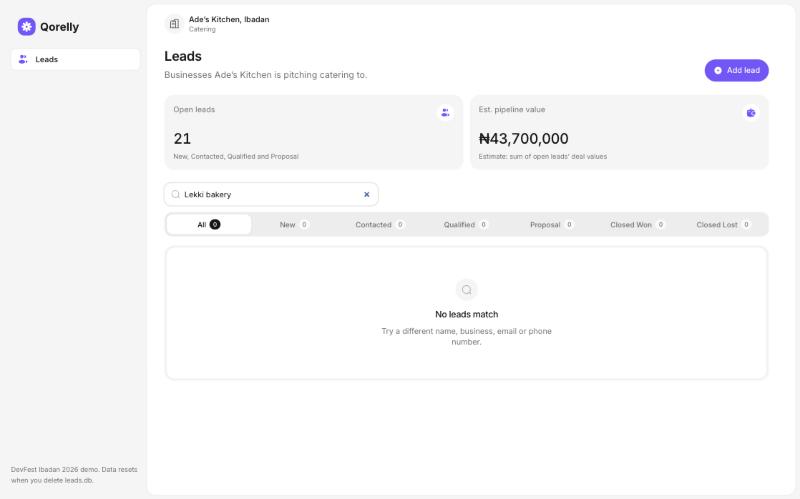 Qorelly
Leads
Ade's Kitchen, Ibadan
Catering
Leads
Businesses Ade's Kitchen is pitching catering to.
Add lead
Open leads
21
New, Contacted, Qualified and Proposal
Est. pipeline value
₦43,700,000
Estimate: sum of open leads' deal values
Lekki bakery
All 0
New 0
Contacted 0
Qualified 0
Proposal 0
Closed Won 0
Closed Lost 0
No leads match
Try a different name, business, email or phone
number.
DevFest Ibadan 2026 demo. Data resets
when you delete leads.db.